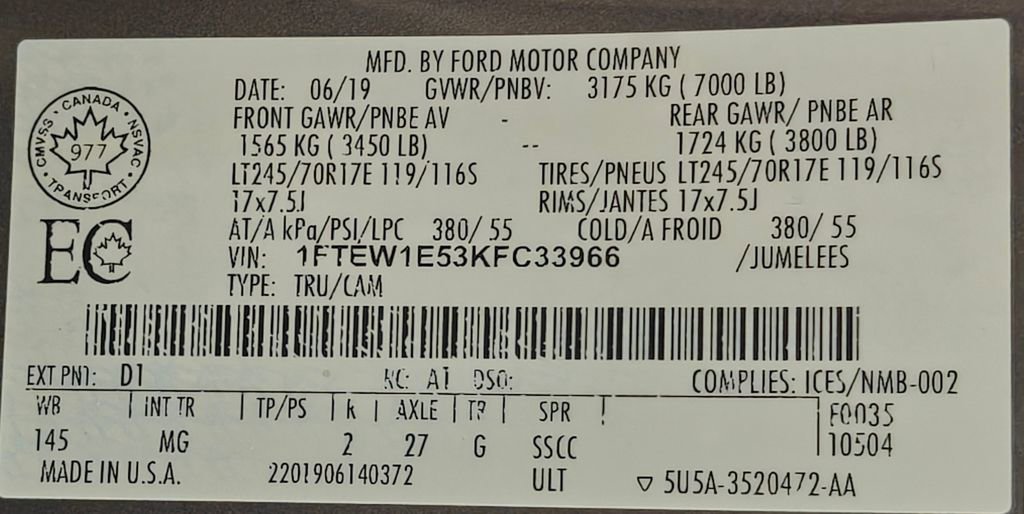 MFD. BY FORD MOTOR COMPANY
DATE: 06/19 GVWR/PNBV: 3175 KG ( 7000 LB)
FRONT GAWR/PNBE AV - REAR GAWR/ PNBE AR
1565 KG ( 3450 LB) -- 1724 KG ( 3800 LB)
LT245/70R17E 119/116S TIRES/PNEUS LT245/70R17E 119/116S
17x7.5J RIMS/JANTES 17x7.5J
AT/A kPa/PSI/LPC 380/ 55 COLD/A FROID 380/ 55
VIN: 1FTEW1E53KFC33966 /JUMELEES
TYPE: TRU/CAM
CANADA
CMVSS NSVAC
977
TRANSPORT
EC
EXT PNT: D1 RC: A1 DSO: COMPLIES: ICES/NMB-002
WB INT TR TP/PS R AXLE TR SPR F0035
145 MG 2 27 G SSCC 10504
MADE IN U.S.A. 2201906140372 ULT ▽ 5U5A-3520472-AA